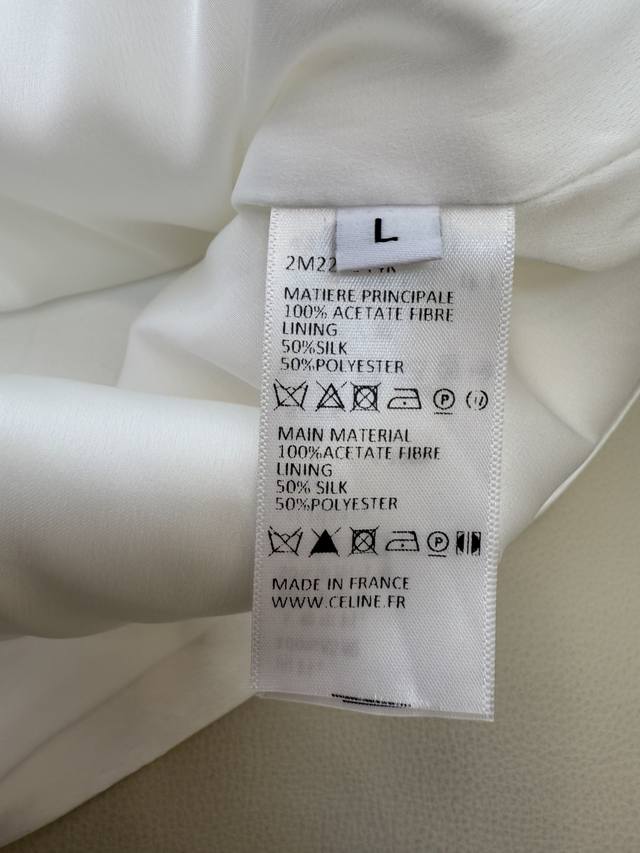 L
2M22
MATIERE PRINCIPALE
100% ACETATE FIBRE
LINING
50%SILK
50%POLYESTER
P
MAIN MATERIAL
100%ACETATE FIBRE
LINING
50% SILK
50%POLYESTER
P
MADE IN FRANCE
WWW.CELINE.FR